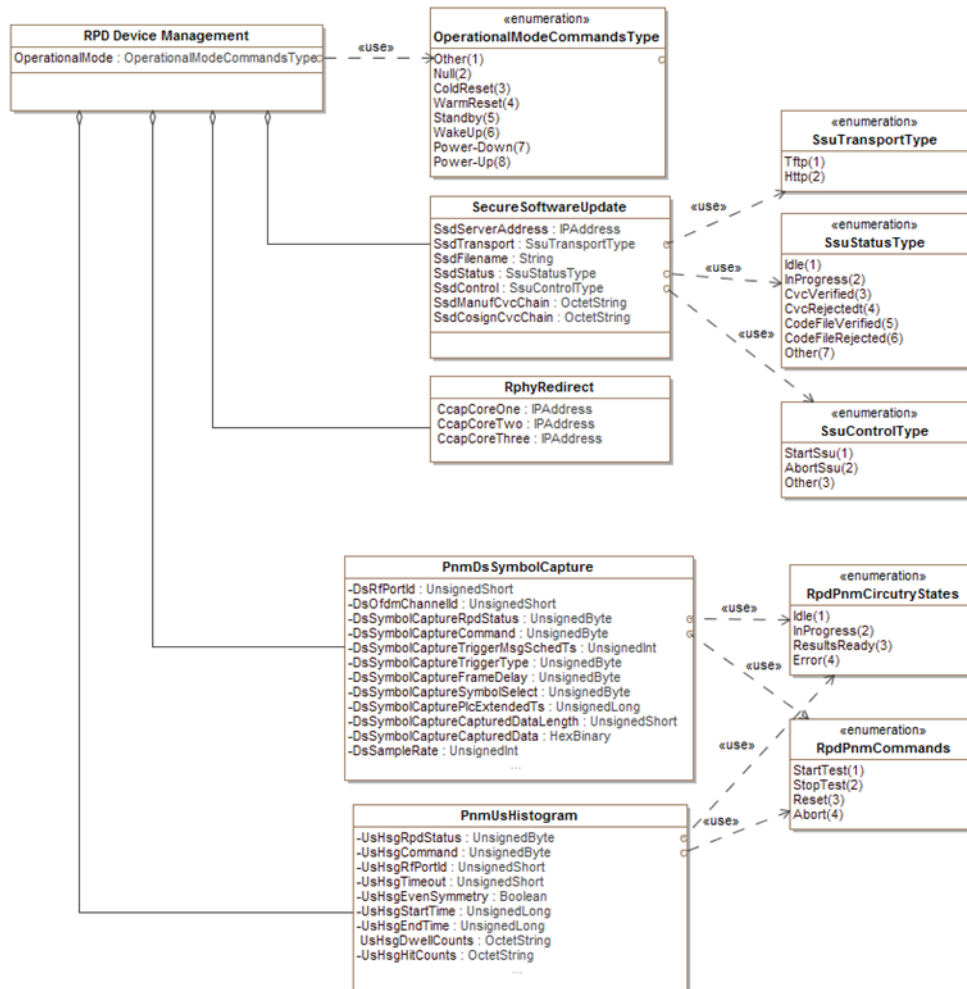 RPD Device Management
OperationalMode : OperationalModeCommandsType
«use»
«enumeration»
OperationalModeCommandsType
Other(1)
Null(2)
ColdReset(3)
WarmReset(4)
Standby(5)
WakeUp(6)
Power-Down(7)
Power-Up(8)
SecureSoftwareUpdate
SsdServerAddress : IPAddress
SsdTransport : SsuTransportType
SsdFilename : String
SsdStatus : SsuStatusType
SsdControl : SsuControlType
SsdManufCvcChain : OctetString
SsdCosignCvcChain : OctetString
«use»
«use»
«use»
«enumeration»
SsuTransportType
Tftp(1)
Http(2)
«enumeration»
SsuStatusType
Idle(1)
InProgress(2)
CvcVerified(3)
CvcRejectedt(4)
CodeFileVerified(5)
CodeFileRejected(6)
Other(7)
«enumeration»
SsuControlType
StartSsu(1)
AbortSsu(2)
Other(3)
RphyRedirect
CcapCoreOne : IPAddress
CcapCoreTwo : IPAddress
CcapCoreThree : IPAddress
PnmDsSymbolCapture
-DsRfPortId : UnsignedShort
-DsOfdmChannelId : UnsignedShort
-DsSymbolCaptureRpdStatus : UnsignedByte
-DsSymbolCaptureCommand : UnsignedByte
-DsSymbolCaptureTriggerMsgSchedTs : UnsignedInt
-DsSymbolCaptureTriggerType : UnsignedByte
-DsSymbolCaptureFrameDelay : UnsignedByte
-DsSymbolCaptureSymbolSelect : UnsignedByte
-DsSymbolCapturePlcExtendedTs : UnsignedLong
-DsSymbolCaptureCapturedDataLength : UnsignedShort
-DsSymbolCaptureCapturedData : HexBinary
-DsSampleRate : UnsignedInt
...
«use»
«use»
«use»
«use»
«enumeration»
RpdPnmCircutryStates
Idle(1)
InProgress(2)
ResultsReady(3)
Error(4)
«enumeration»
RpdPnmCommands
StartTest(1)
StopTest(2)
Reset(3)
Abort(4)
PnmUsHistogram
-UsHsgRpdStatus : UnsignedByte
-UsHsgCommand : UnsignedByte
-UsHsgRfPortId : UnsignedShort
-UsHsgTimeout : UnsignedShort
-UsHsgEvenSymmetry : Boolean
-UsHsgStartTime : UnsignedLong
-UsHsgEndTime : UnsignedLong
UsHsgDwellCounts : OctetString
-UsHsgHitCounts : OctetString
...